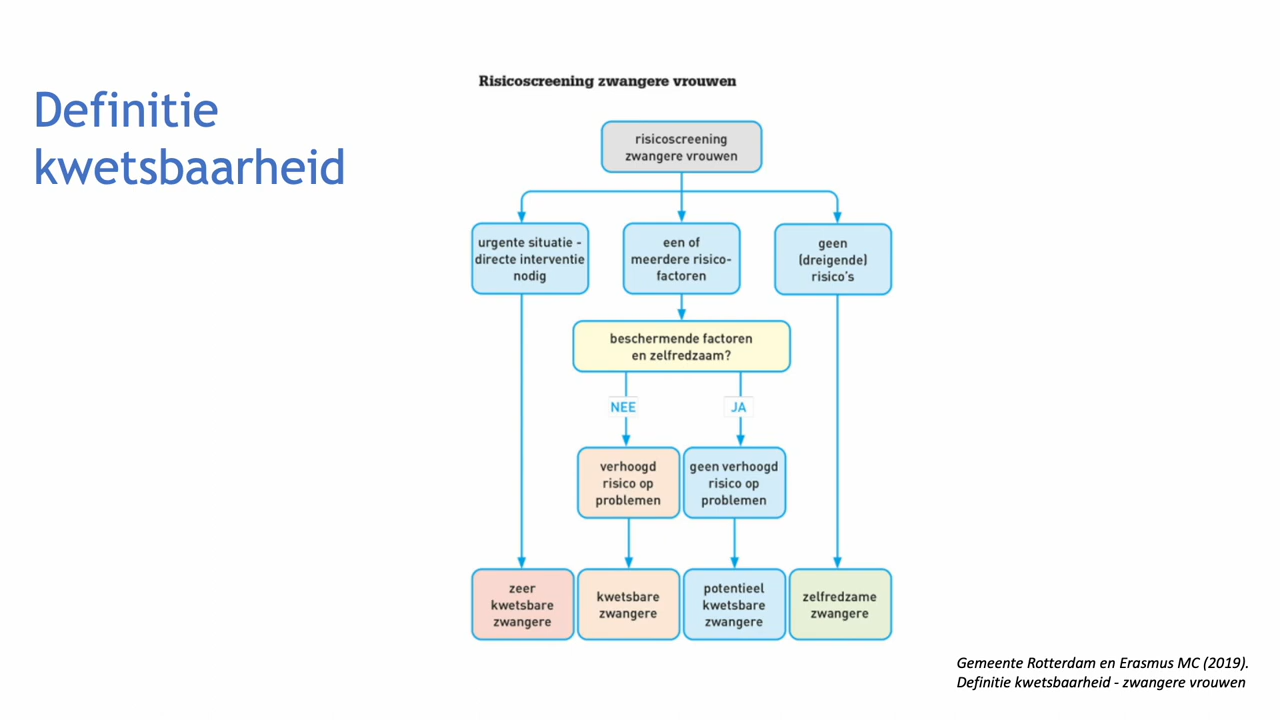 Definitie
kwetsbaarheid
Risicoscreening zwangere vrouwen
risicoscreening
zwangere vrouwen
urgente situatie -
directe interventie
nodig
een of
meerdere risico-
factoren
geen
(dreigende)
risico's
beschermende factoren
en zelfredzaam?
NEE
JA
verhoogd
risico op
problemen
geen verhoogd
risico op
problemen
zeer
kwetsbare
zwangere
kwetsbare
zwangere
potentieel
kwetsbare
zwangere
zelfredzame
zwangere
Gemeente Rotterdam en Erasmus MC (2019).
Definitie kwetsbaarheid - zwangere vrouwen